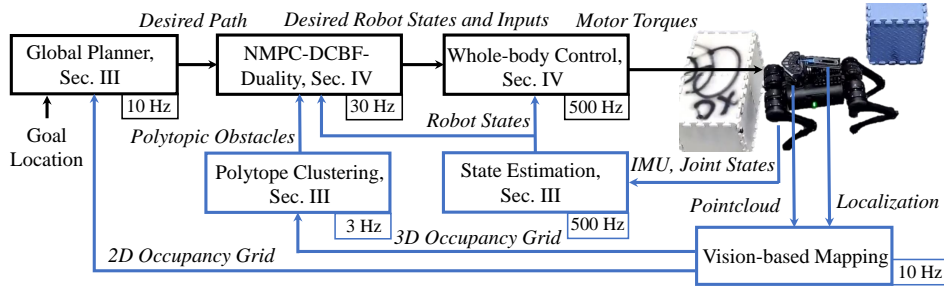 Desired Path
Desired Robot States and Inputs
Motor Torques
Global Planner,
Sec. III
10 Hz
NMPC-DCBF-
Duality, Sec. IV
30 Hz
Whole-body Control,
Sec. IV
500 Hz
Goal
Location
Polytopic Obstacles
Robot States
IMU, Joint States
Polytope Clustering,
Sec. III
3 Hz
State Estimation,
Sec. III
500 Hz
Pointcloud
Localization
3D Occupancy Grid
2D Occupancy Grid
Vision-based Mapping
10 Hz